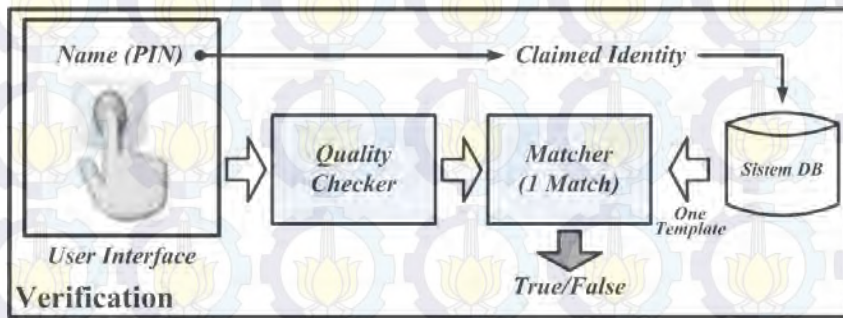 Name (PIN)
Claimed Identity
Quality
Checker
Matcher
(1 Match)
Sistem DB
One
Template
User Interface
True/False
Verification